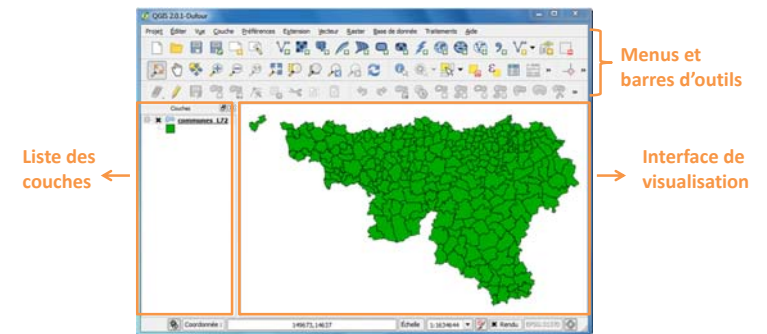 QGIS 2.0.1-Dufour
Projet Éditer Vue Couche Préférences Extension Vecteur Raster Base de donnée Traitements Aide
Menus et
barres d'outils
Couches
communes_L72
Liste des
couches
Interface de
visualisation
Coordonnée : 149673,14637 Échelle 1:1634644 Rendu